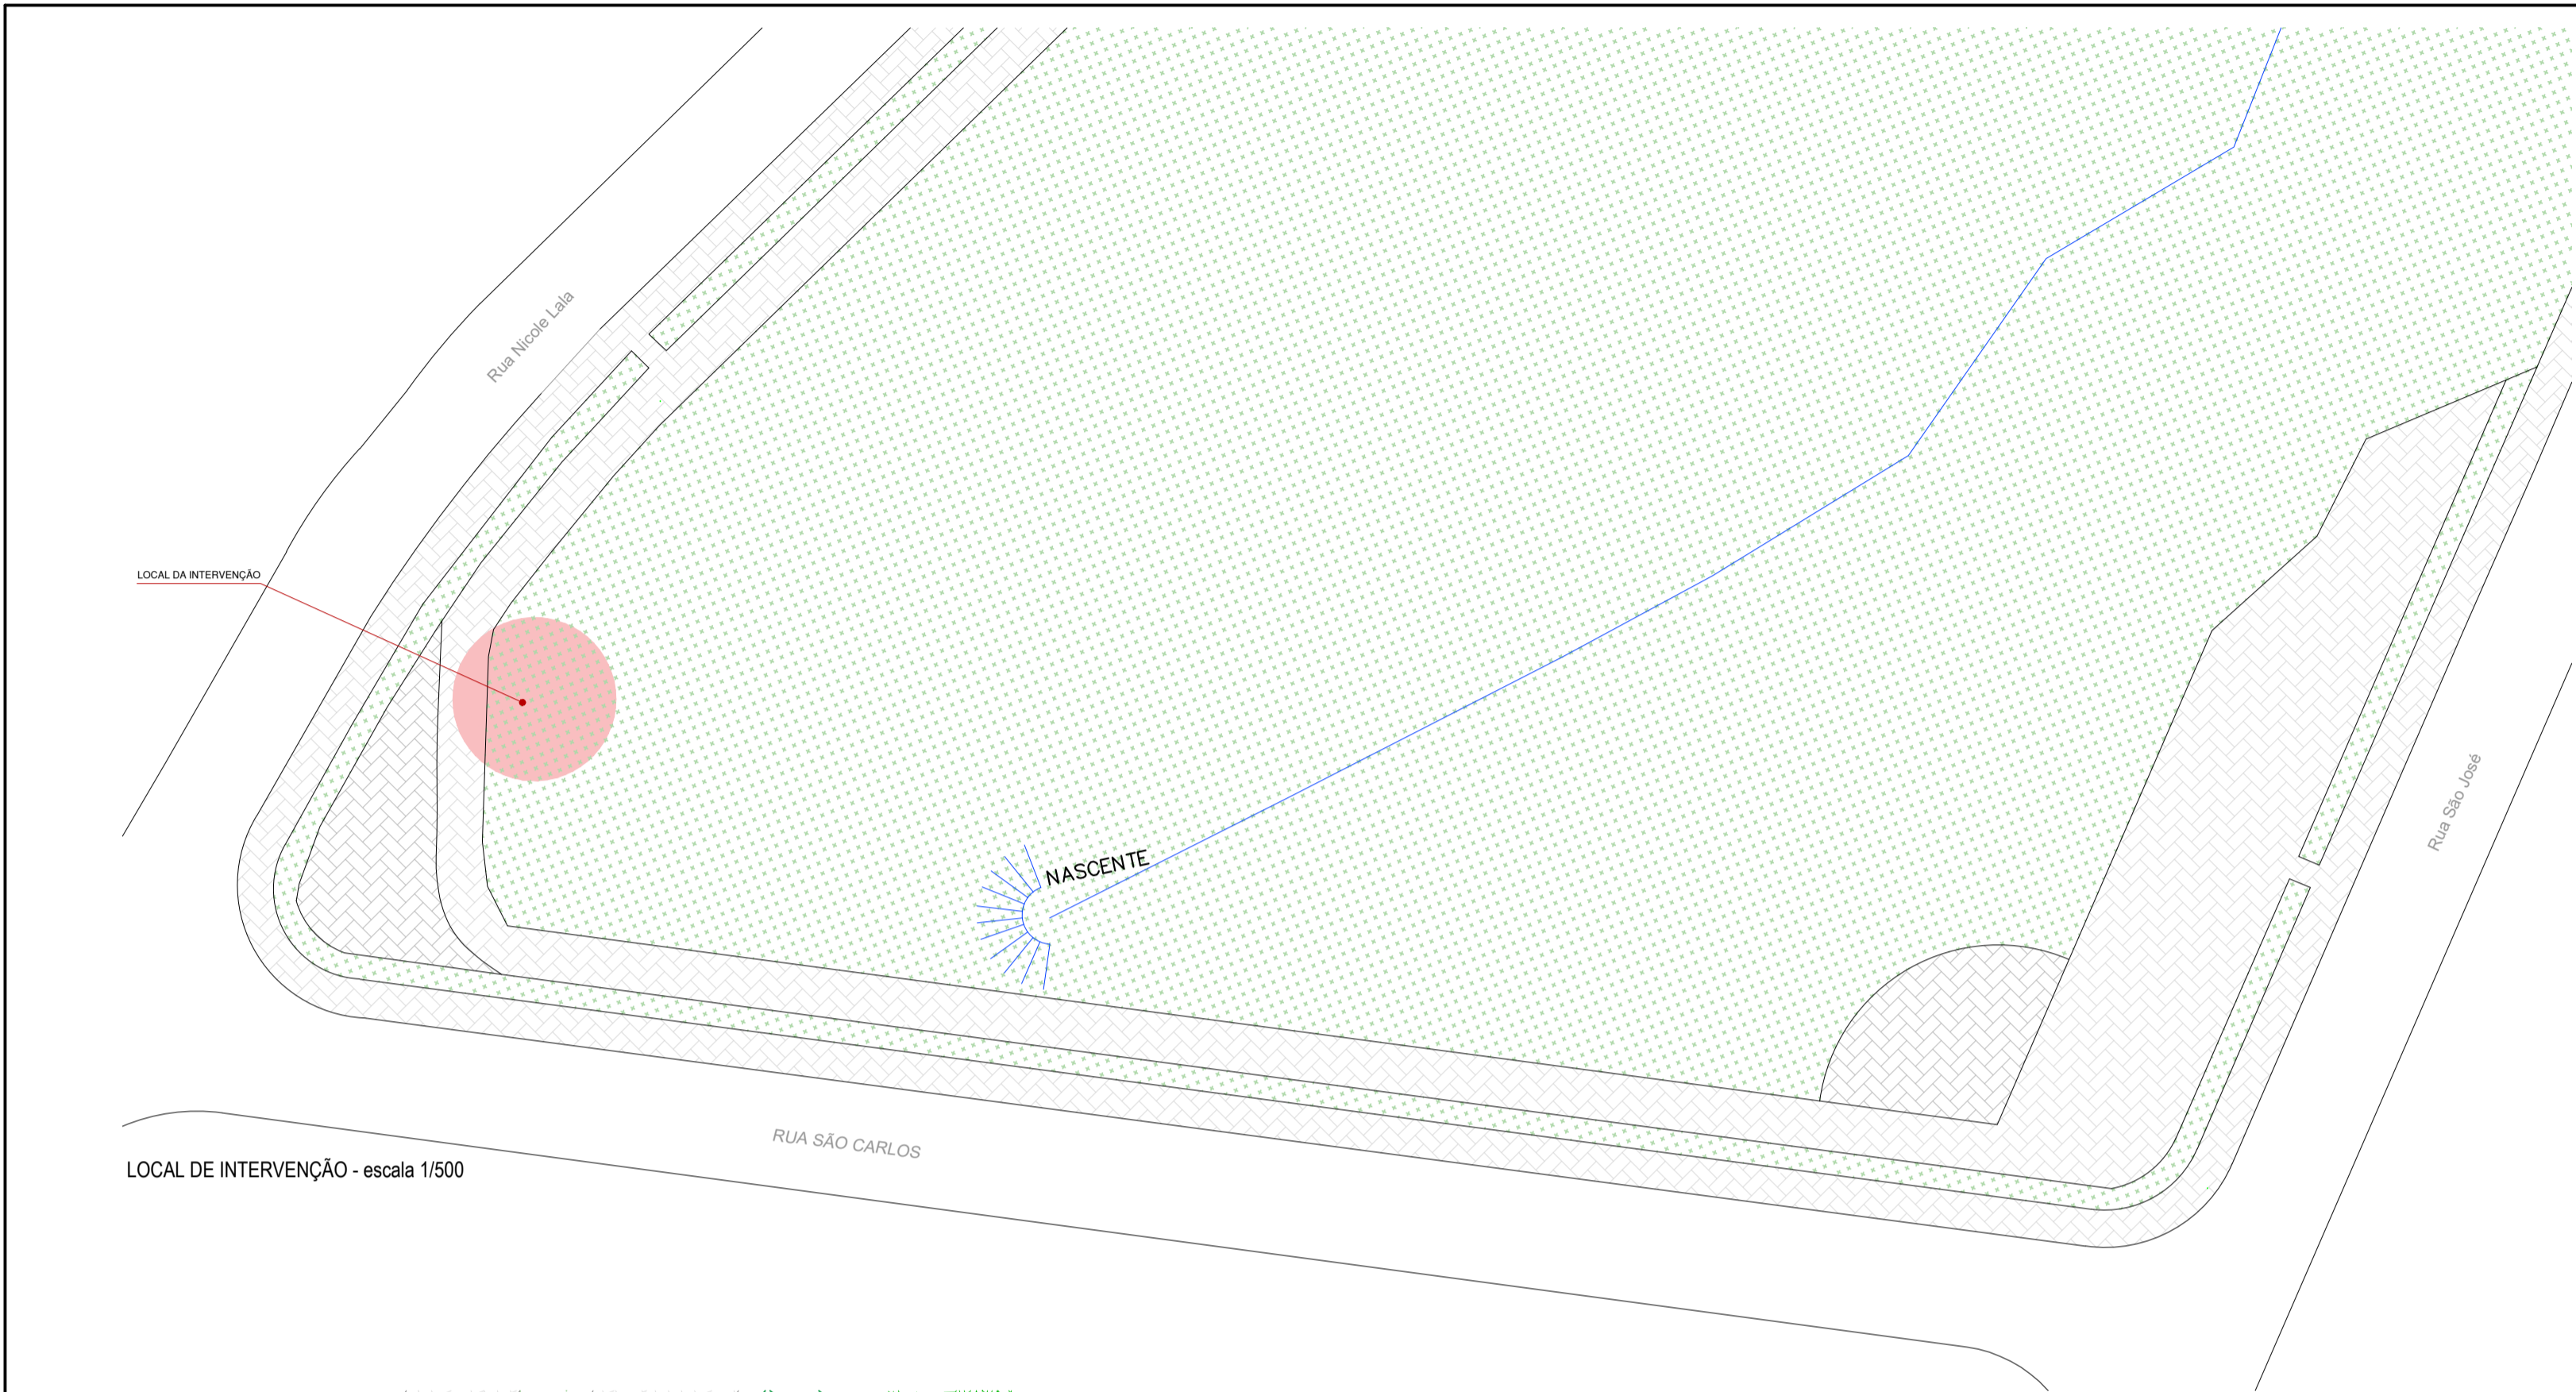 Rua Nicole Lala
LOCAL DA INTERVENÇÃO
Rua São José
NASCENTE
RUA SÃO CARLOS
LOCAL DE INTERVENÇÃO - escala 1/500